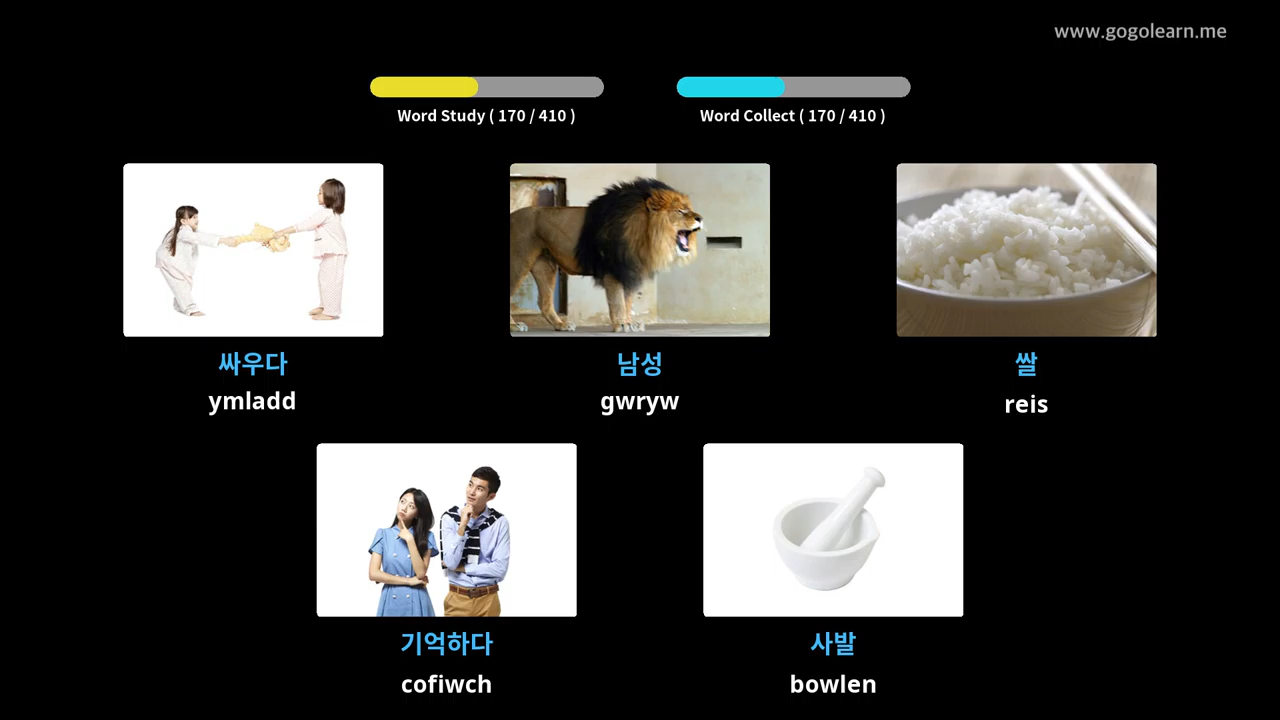 www.gogolearn.me
Word Study ( 170 / 410 )
Word Collect ( 170 / 410 )
싸우다
ymladd
남성
gwryw
쌀
reis
기억하다
cofiwch
사발
bowlen